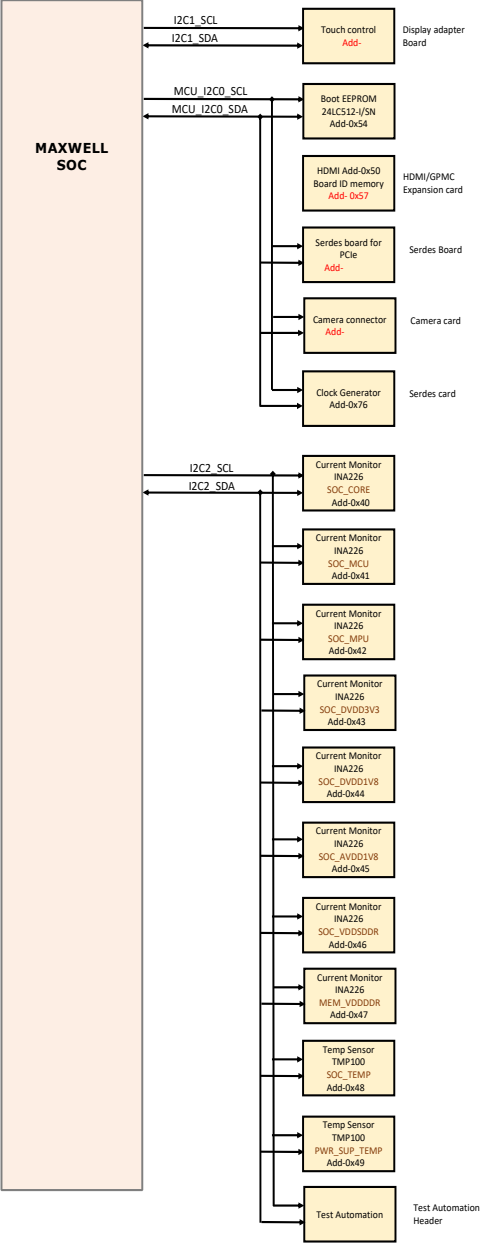 I2C1_SCL
I2C1_SDA
Touch control
Add-
Display adapter
Board
MCU_I2C0_SCL
MCU_I2C0_SDA
Boot EEPROM
24LC512-I/SN
Add-0x54
MAXWELL
SOC
HDMI Add-0x50
Board ID memory
Add- 0x57
HDMI/GPMC
Expansion card
Serdes board for
PCIe
Add-
Serdes Board
Camera connector
Add-
Camera card
Clock Generator
Add-0x76
Serdes card
I2C2_SCL
I2C2_SDA
Current Monitor
INA226
SOC_CORE
Add-0x40
Current Monitor
INA226
SOC_MCU
Add-0x41
Current Monitor
INA226
SOC_MPU
Add-0x42
Current Monitor
INA226
SOC_DVDD3V3
Add-0x43
Current Monitor
INA226
SOC_DVDD1V8
Add-0x44
Current Monitor
INA226
SOC_AVDD1V8
Add-0x45
Current Monitor
INA226
SOC_VDDSDDR
Add-0x46
Current Monitor
INA226
MEM_VDDDDR
Add-0x47
Temp Sensor
TMP100
SOC_TEMP
Add-0x48
Temp Sensor
TMP100
PWR_SUP_TEMP
Add-0x49
Test Automation
Test Automation
Header